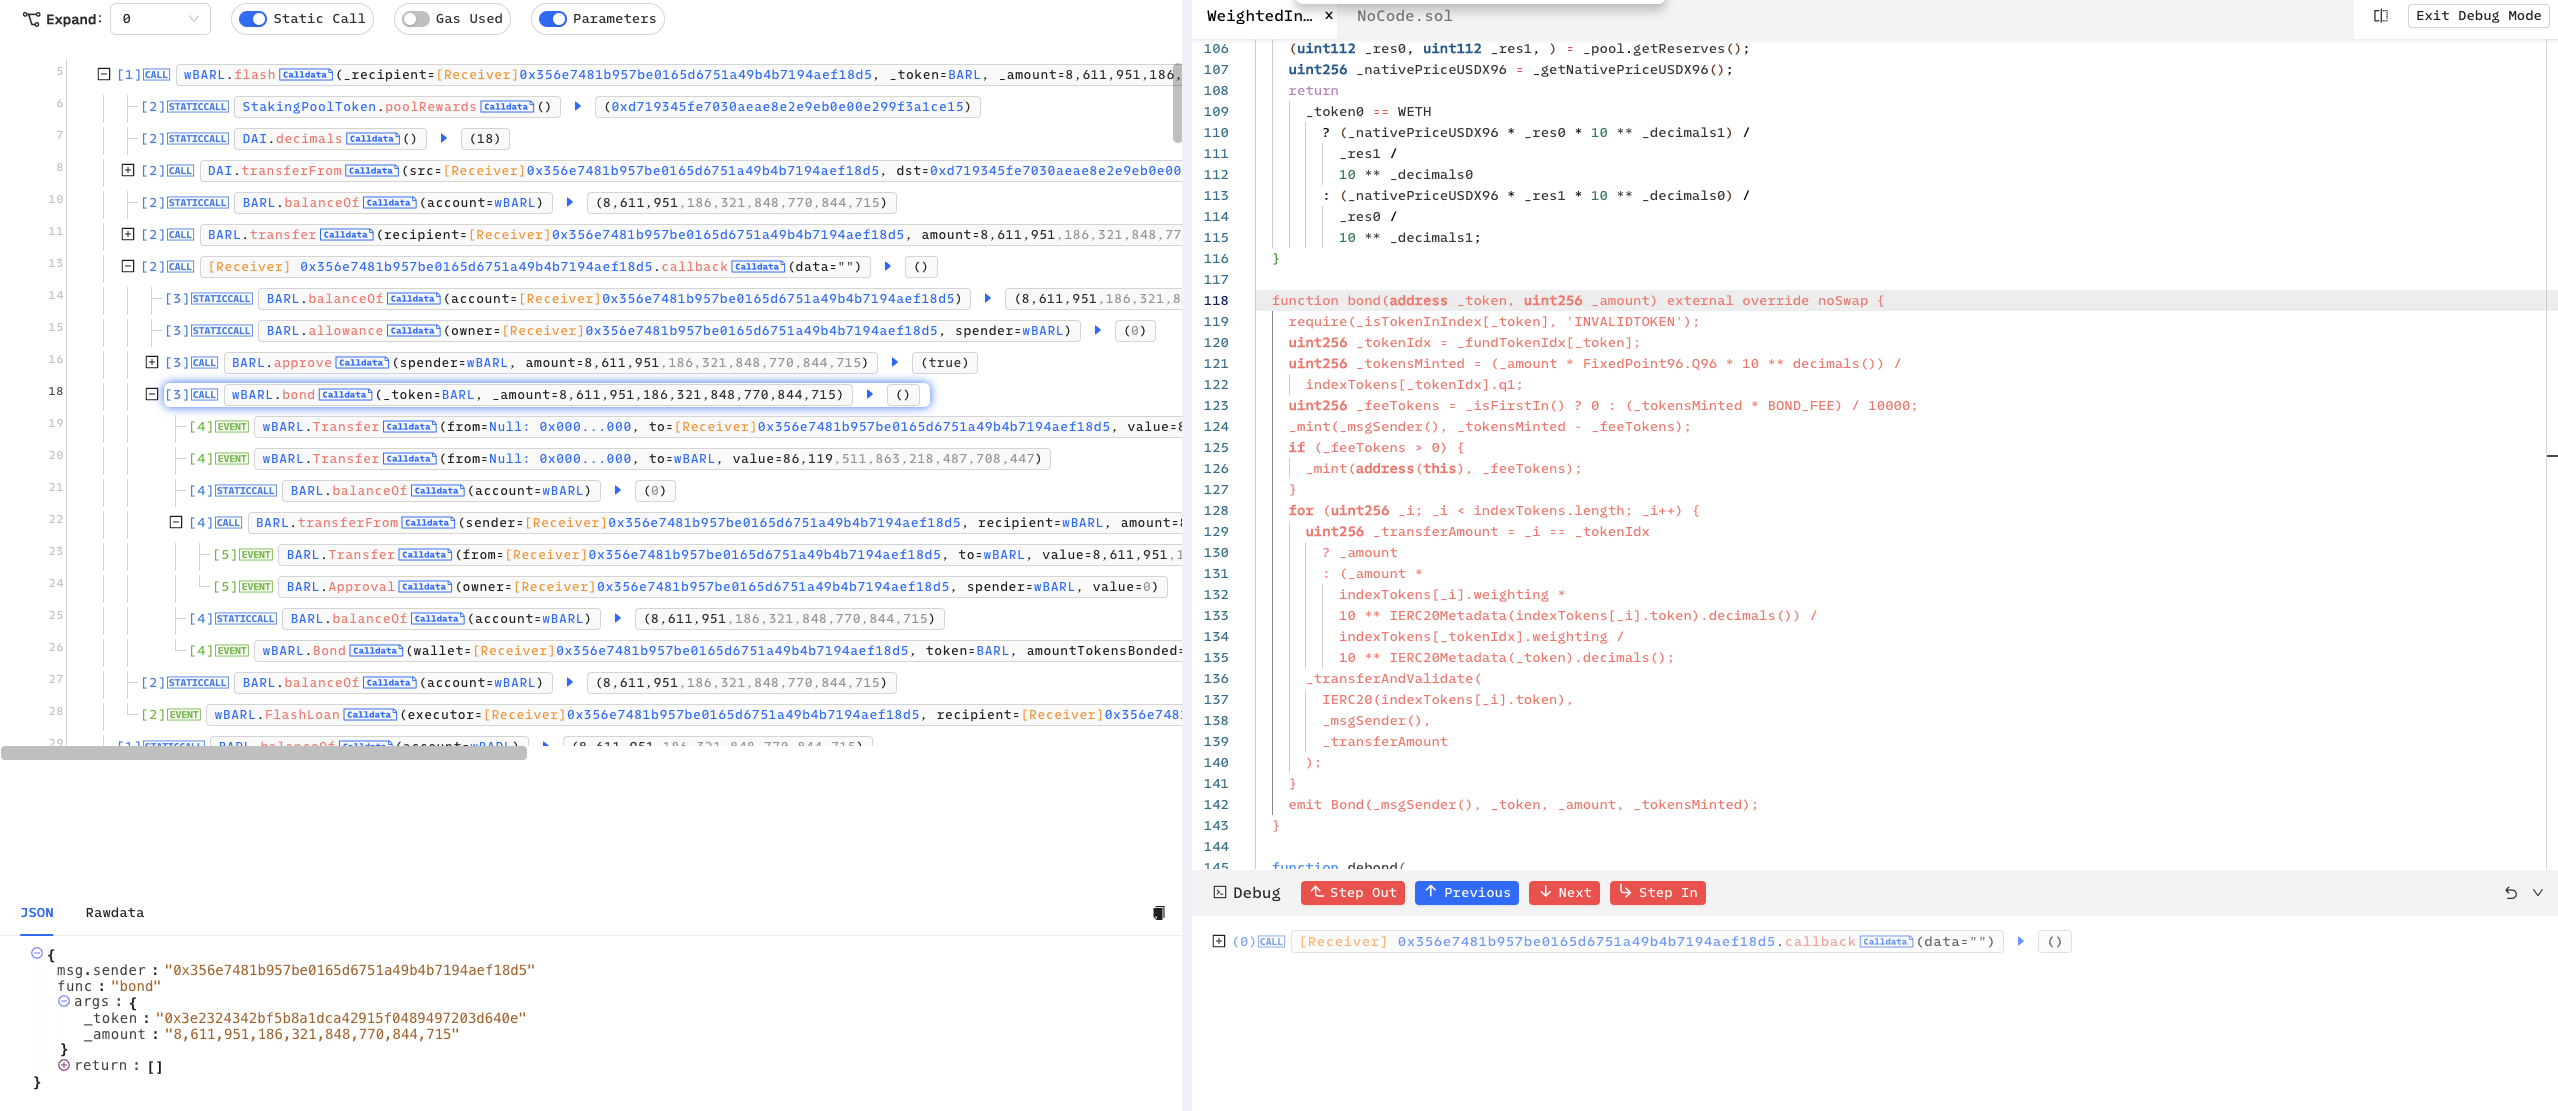 Expand: 0 Static Call Gas Used Parameters
5 [1]CALL wBARL.flash Calldata (_recipient=[Receiver]0x356e7481b957be0165d6751a49b4b7194aef18d5, _token=BARL, _amount=8,611,951,186,
6 [2]STATICCALL StakingPoolToken.poolRewards Calldata () (0xd719345fe7030aeae8e2e9eb0e00e299f3a1ce15)
7 [2]STATICCALL DAI.decimals Calldata () (18)
8 [2]CALL DAI.transferFrom Calldata (src=[Receiver]0x356e7481b957be0165d6751a49b4b7194aef18d5, dst=0xd719345fe7030aeae8e2e9eb0e00
10 [2]STATICCALL BARL.balanceOf Calldata (account=wBARL) (8,611,951,186,321,848,770,844,715)
11 [2]CALL BARL.transfer Calldata (recipient=[Receiver]0x356e7481b957be0165d6751a49b4b7194aef18d5, amount=8,611,951,186,321,848,77
13 [2]CALL [Receiver] 0x356e7481b957be0165d6751a49b4b7194aef18d5.callback Calldata (data="") ()
14 [3]STATICCALL BARL.balanceOf Calldata (account=[Receiver]0x356e7481b957be0165d6751a49b4b7194aef18d5) (8,611,951,186,321,8
15 [3]STATICCALL BARL.allowance Calldata (owner=[Receiver]0x356e7481b957be0165d6751a49b4b7194aef18d5, spender=wBARL) (0)
16 [3]CALL BARL.approve Calldata (spender=wBARL, amount=8,611,951,186,321,848,770,844,715) (true)
18 [3]CALL wBARL.bond Calldata (_token=BARL, _amount=8,611,951,186,321,848,770,844,715) ()
19 [4]EVENT wBARL.Transfer Calldata (from=Null: 0x000...000, to=[Receiver]0x356e7481b957be0165d6751a49b4b7194aef18d5, value=8
20 [4]EVENT wBARL.Transfer Calldata (from=Null: 0x000...000, to=wBARL, value=86,119,511,863,218,487,708,447)
21 [4]STATICCALL BARL.balanceOf Calldata (account=wBARL) (0)
22 [4]CALL BARL.transferFrom Calldata (sender=[Receiver]0x356e7481b957be0165d6751a49b4b7194aef18d5, recipient=wBARL, amount=8
23 [5]EVENT BARL.Transfer Calldata (from=[Receiver]0x356e7481b957be0165d6751a49b4b7194aef18d5, to=wBARL, value=8,611,951,1
24 [5]EVENT BARL.Approval Calldata (owner=[Receiver]0x356e7481b957be0165d6751a49b4b7194aef18d5, spender=wBARL, value=0)
25 [4]STATICCALL BARL.balanceOf Calldata (account=wBARL) (8,611,951,186,321,848,770,844,715)
26 [4]EVENT wBARL.Bond Calldata (wallet=[Receiver]0x356e7481b957be0165d6751a49b4b7194aef18d5, token=BARL, amountTokensBonded=
27 [2]STATICCALL BARL.balanceOf Calldata (account=wBARL) (8,611,951,186,321,848,770,844,715)
28 [2]EVENT wBARL.FlashLoan Calldata (executor=[Receiver]0x356e7481b957be0165d6751a49b4b7194aef18d5, recipient=[Receiver]0x356e748
29 [1]STATICCALL BARL.balanceOf Calldata (account=wBARL) (8,611,951,186,321,848,770,844,715)
JSON Rawdata
{
msg.sender : "0x356e7481b957be0165d6751a49b4b7194aef18d5"
func : "bond"
args : {
_token : "0x3e2324342bf5b8a1dca42915f0489497203d640e"
_amount : "8,611,951,186,321,848,770,844,715"
}
return : []
}
WeightedIn... × NoCode.sol Exit Debug Mode
106 (uint112 _res0, uint112 _res1, ) = _pool.getReserves();
107 uint256 _nativePriceUSDX96 = _getNativePriceUSDX96();
108 return
109 _token0 == WETH
110 ? (_nativePriceUSDX96 * _res0 * 10 ** _decimals1) /
111 _res1 /
112 10 ** _decimals0
113 : (_nativePriceUSDX96 * _res1 * 10 ** _decimals0) /
114 _res0 /
115 10 ** _decimals1;
116 }
117
118 function bond(address _token, uint256 _amount) external override noSwap {
119 require(_isTokenInIndex[_token], 'INVALIDTOKEN');
120 uint256 _tokenIdx = _fundTokenIdx[_token];
121 uint256 _tokensMinted = (_amount * FixedPoint96.Q96 * 10 ** decimals()) /
122 indexTokens[_tokenIdx].q1;
123 uint256 _feeTokens = _isFirstIn() ? 0 : (_tokensMinted * BOND_FEE) / 10000;
124 _mint(_msgSender(), _tokensMinted - _feeTokens);
125 if (_feeTokens > 0) {
126 _mint(address(this), _feeTokens);
127 }
128 for (uint256 _i; _i < indexTokens.length; _i++) {
129 uint256 _transferAmount = _i == _tokenIdx
130 ? _amount
131 : (_amount *
132 indexTokens[_i].weighting *
133 10 ** IERC20Metadata(indexTokens[_i].token).decimals()) /
134 indexTokens[_tokenIdx].weighting /
135 10 ** IERC20Metadata(_token).decimals();
136 _transferAndValidate(
137 IERC20(indexTokens[_i].token),
138 _msgSender(),
139 _transferAmount
140 );
141 }
142 emit Bond(_msgSender(), _token, _amount, _tokensMinted);
143 }
144
145 function debond(
Debug Step Out Previous Next Step In
(0)CALL [Receiver] 0x356e7481b957be0165d6751a49b4b7194aef18d5.callback Calldata (data="") ()